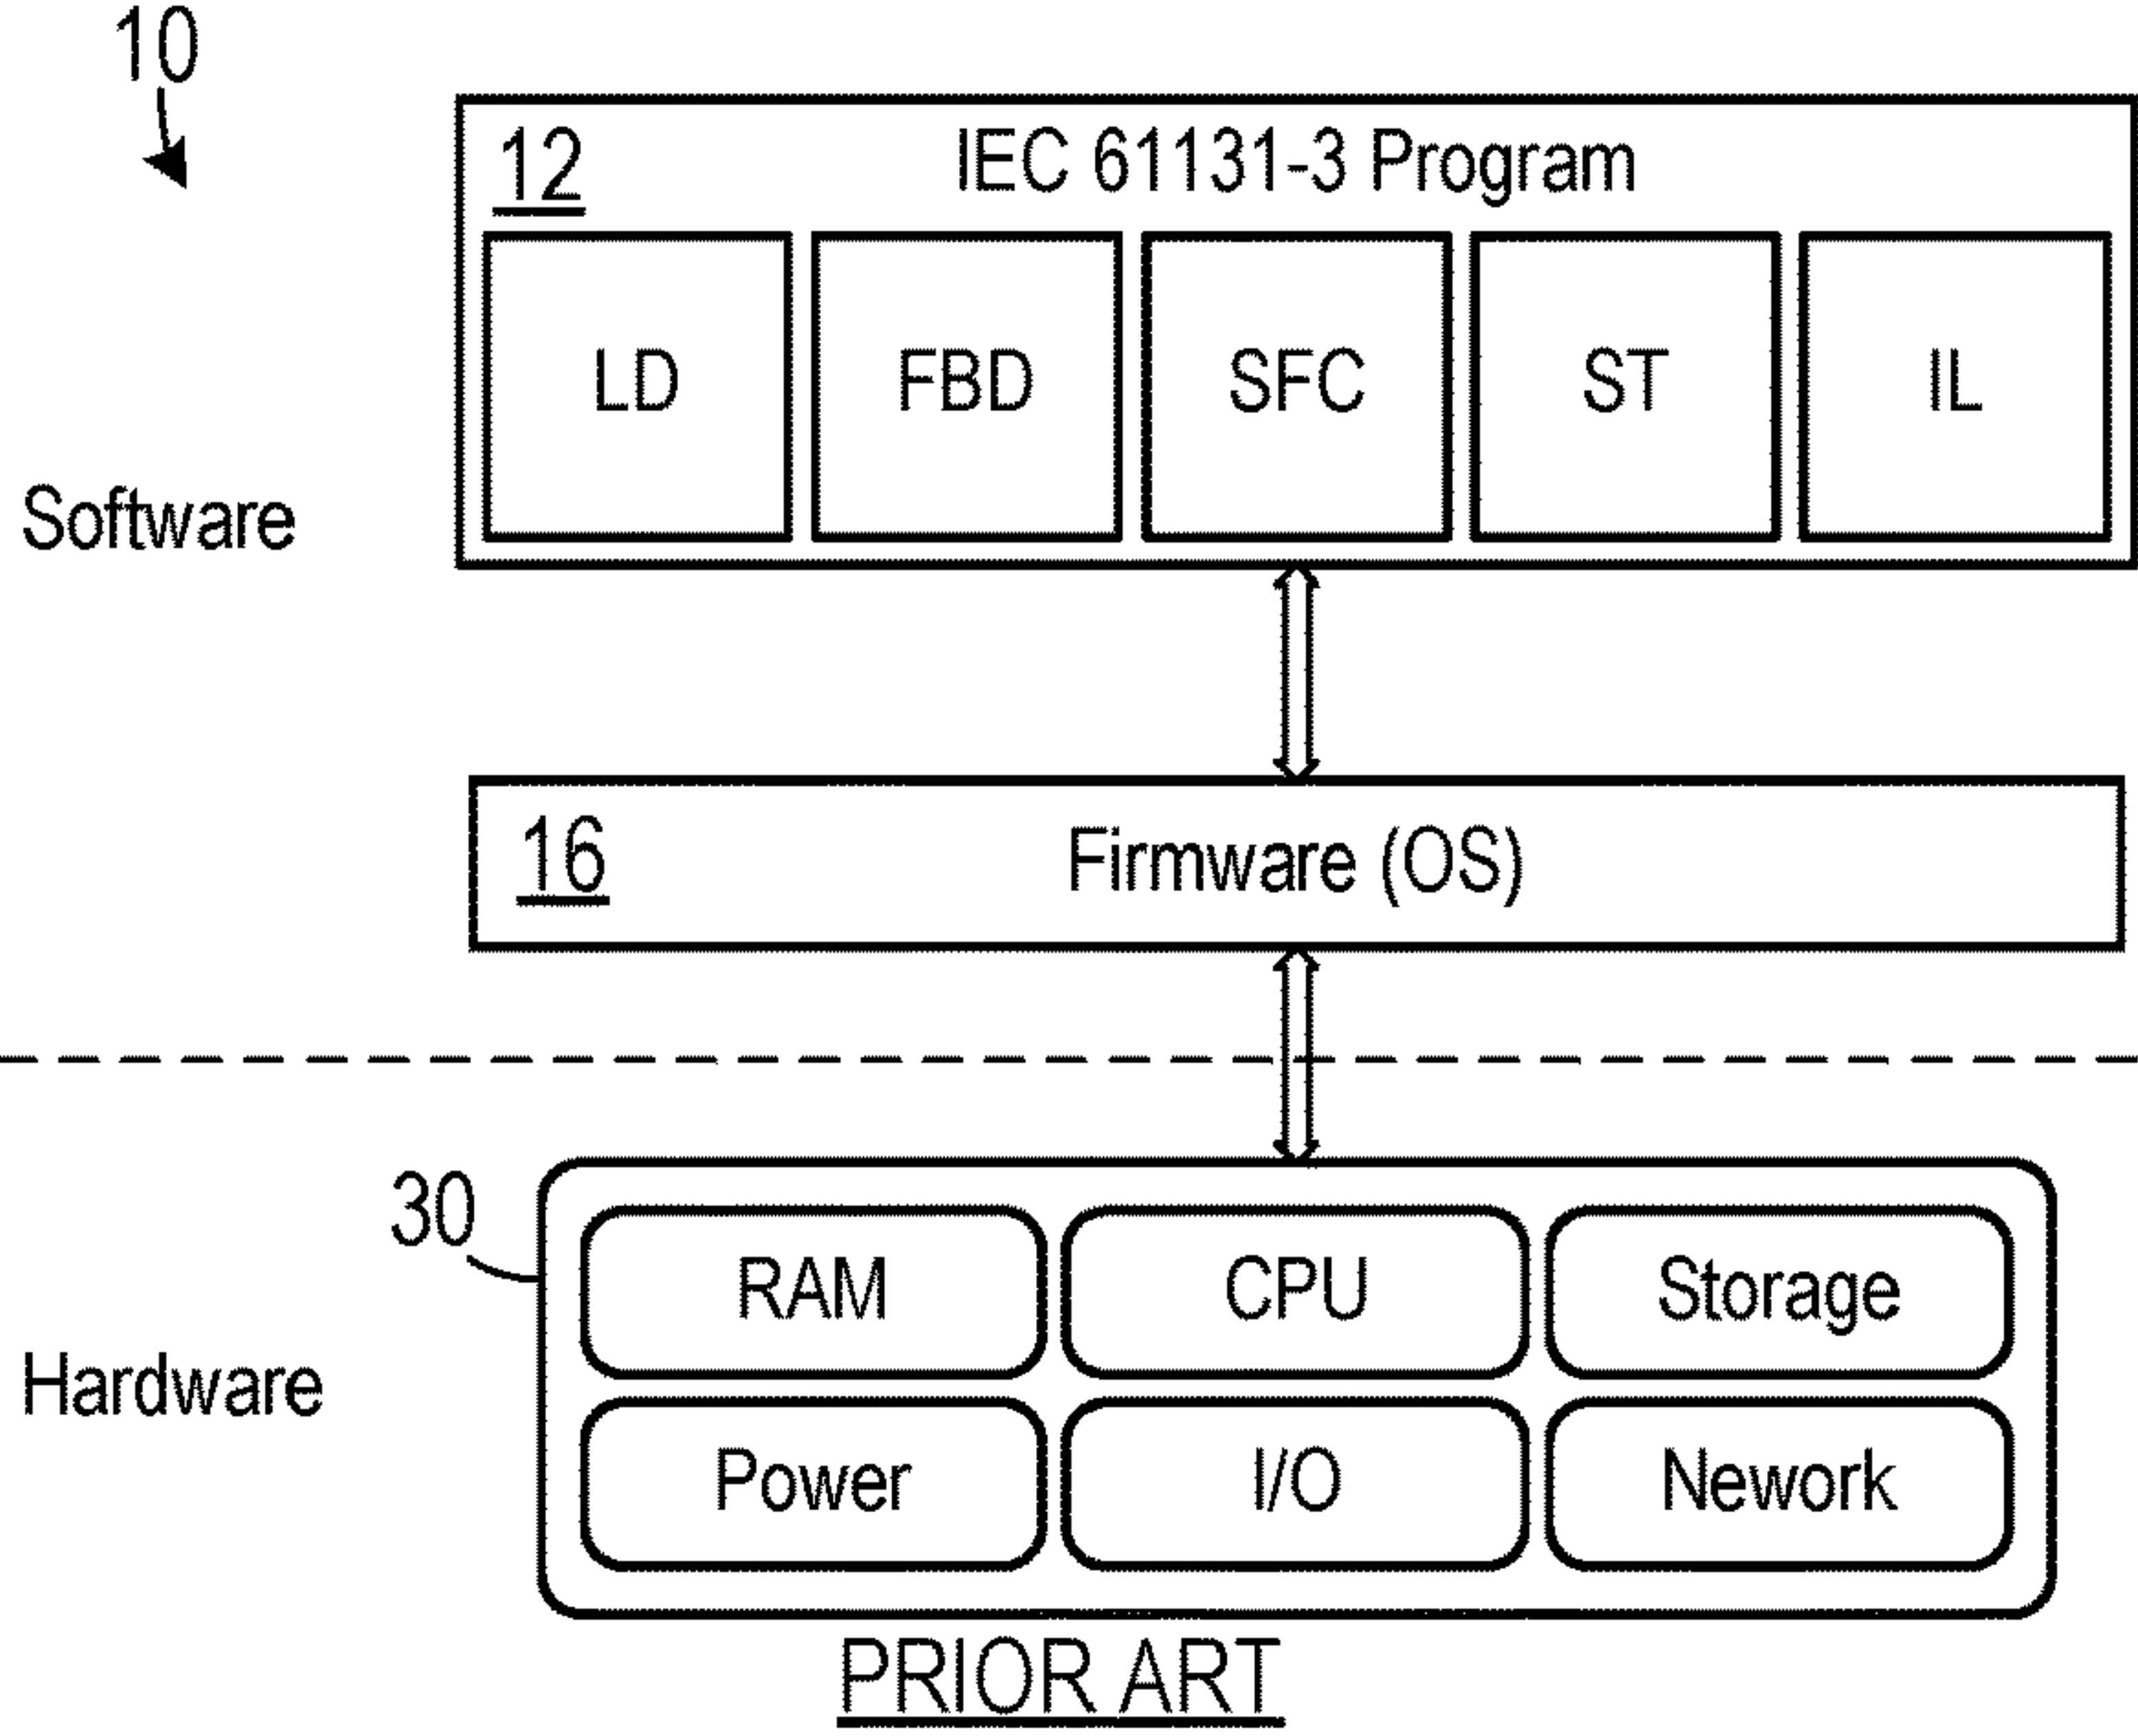 10
12 IEC 61131-3 Program
LD FBD SFC ST IL
Software
16 Firmware (OS)
30
RAM CPU Storage
Hardware
Power I/O Nework
PRIOR ART